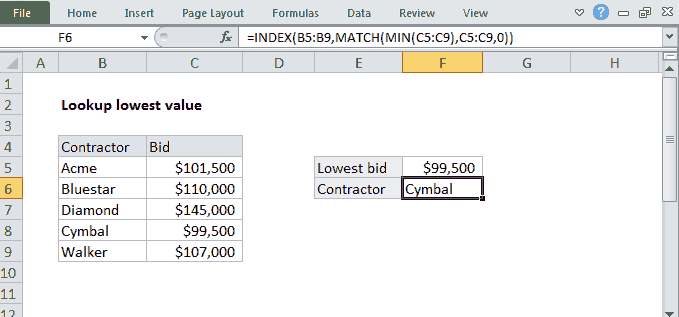 File Home Insert Page Layout Formulas Data Review View ?
F6 fx =INDEX(B5:B9,MATCH(MIN(C5:C9),C5:C9,0))
A B C D E F G H
1
2 Lookup lowest value
3
4 Contractor Bid
5 Acme $101,500 Lowest bid $99,500
6 Bluestar $110,000 Contractor Cymbal
7 Diamond $145,000
8 Cymbal $99,500
9 Walker $107,000
10
11
12